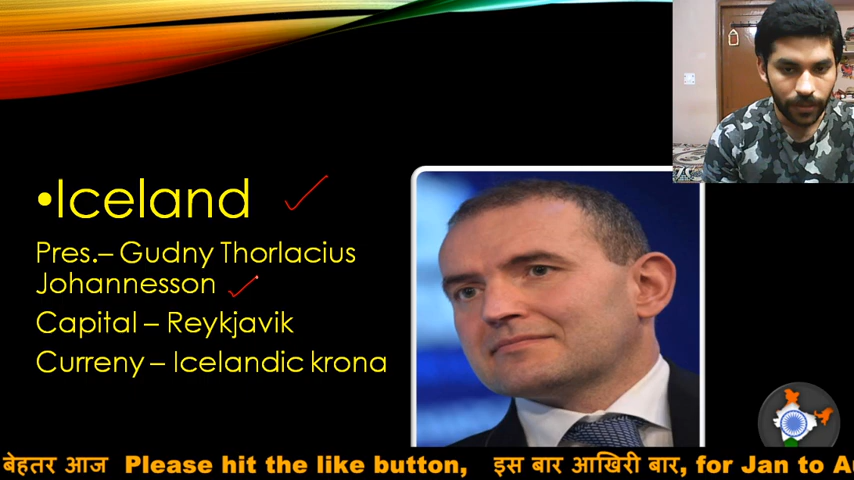 •Iceland
Pres.– Gudny Thorlacius
Johannesson
Capital – Reykjavik
Curreny – Icelandic krona
बेहतर आज Please hit the like button, इस बार आखिरी बार, for Jan to